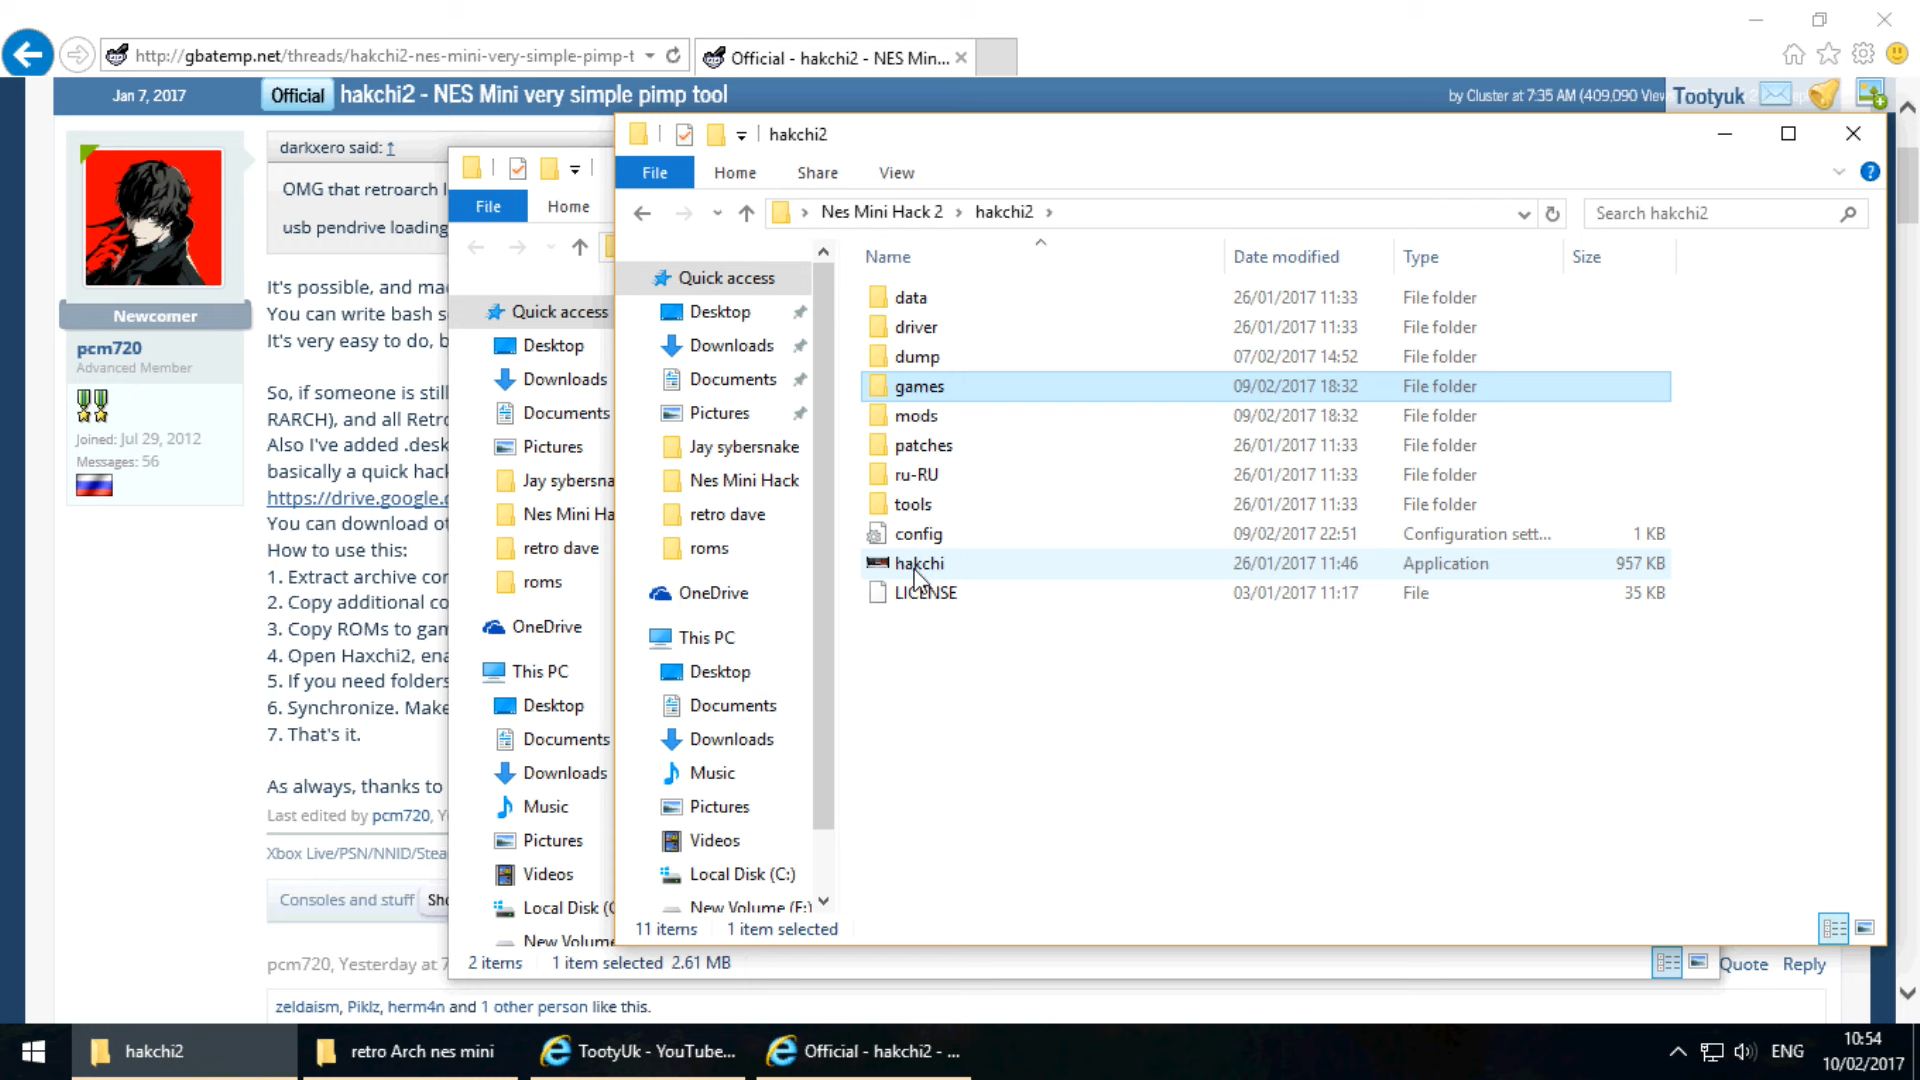 http://gbatemp.net/threads/hakchi2-nes-mini-very-simple-pimp-t
Official - hakchi2 - NES Min...
Jan 7, 2017
Official
hakchi2 - NES Mini very simple pimp tool
by Cluster at 7:35 AM (409,090 View
Tootyuk
darkxero said: ↑
OMG that retroarch l
usb pendrive loading
Newcomer
pcm720
Advanced Member
Joined: Jul 29, 2012
Messages: 56
It's possible, and ma
You can write bash s
It's very easy to do, b
So, if someone is still
RARCH), and all Retro
Also I've added .desk
basically a quick hack
https://drive.google.c
You can download ot
How to use this:
1. Extract archive cor
2. Copy additional co
3. Copy ROMs to gam
4. Open Haxchi2, ena
5. If you need folders
6. Synchronize. Make
7. That's it.
As always, thanks to
Last edited by pcm720, Y
Xbox Live/PSN/NNID/Stea
Consoles and stuff
Sho
pcm720, Yesterday at 7
Quote
Reply
zeldaism, Piklz, herm4n and 1 other person like this.
File
Home
Quick access
Desktop
Downloads
Documents
Pictures
Jay sybersna
Nes Mini Ha
retro dave
roms
OneDrive
This PC
Desktop
Documents
Downloads
Music
Pictures
Videos
Local Disk (C
New Volume
2 items
1 item selected 2.61 MB
hakchi2
File
Home
Share
View
Nes Mini Hack 2 > hakchi2 >
Search hakchi2
Quick access
Desktop
Downloads
Documents
Pictures
Jay sybersnake
Nes Mini Hack
retro dave
roms
OneDrive
This PC
Desktop
Documents
Downloads
Music
Pictures
Videos
Local Disk (C:)
New Volume (F:)
Name Date modified Type Size
data 26/01/2017 11:33 File folder
driver 26/01/2017 11:33 File folder
dump 07/02/2017 14:52 File folder
games 09/02/2017 18:32 File folder
mods 09/02/2017 18:32 File folder
patches 26/01/2017 11:33 File folder
ru-RU 26/01/2017 11:33 File folder
tools 26/01/2017 11:33 File folder
config 09/02/2017 22:51 Configuration sett... 1 KB
hakchi 26/01/2017 11:46 Application 957 KB
LICENSE 03/01/2017 11:17 File 35 KB
11 items
1 item selected
hakchi2
retro Arch nes mini
TootyUk - YouTube...
Official - hakchi2 - ...
ENG
10:54
10/02/2017